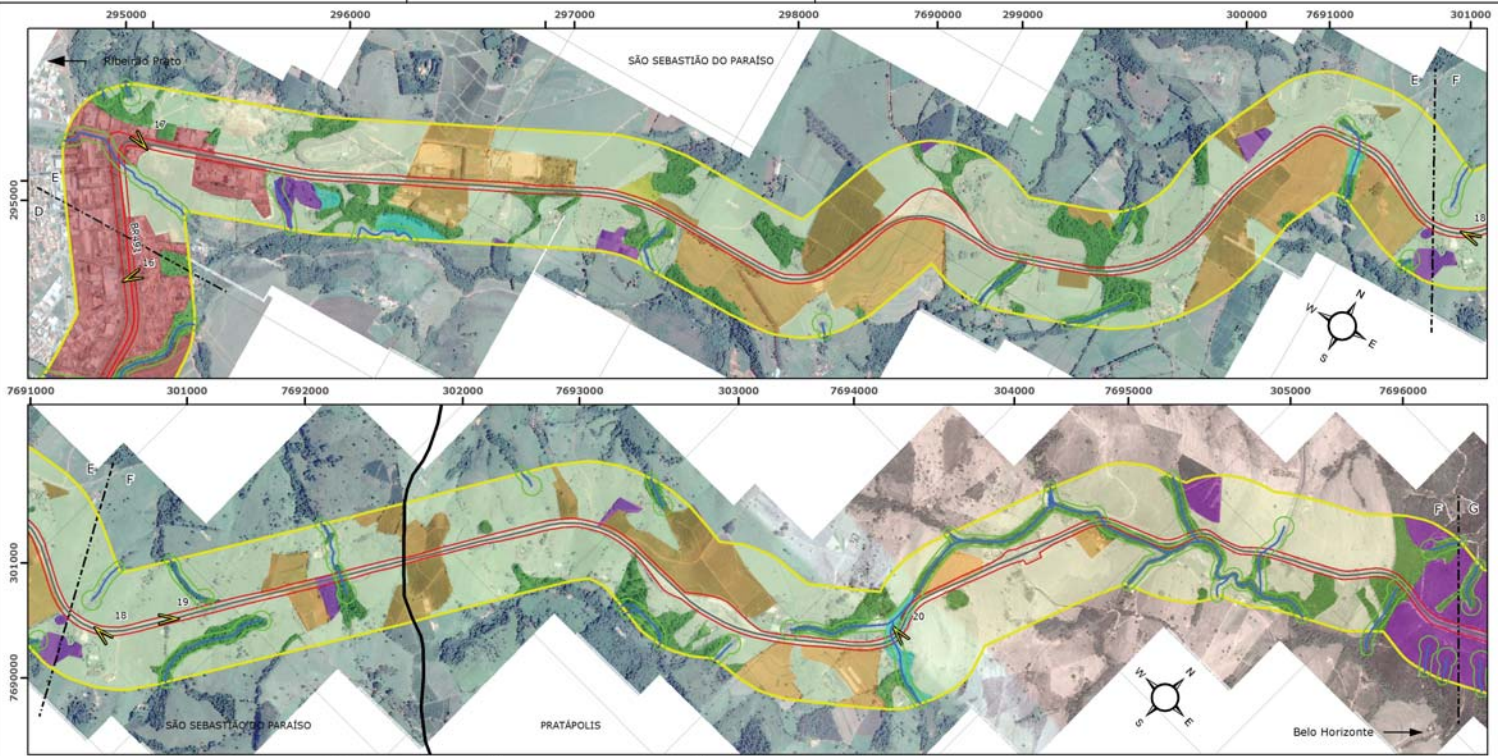 295000 296000 297000 298000 7690000 299000 300000 7691000 301000
Ribeirão Preto
SÃO SEBASTIÃO DO PARAÍSO
E F
17
295000
E
D
BR491
16
18
N
W
E
S
7691000 301000 7692000 302000 7693000 303000 7694000 304000 7695000 305000 7696000
E
F
F G
301000
18
19
20
7690000
N
W
S
E
SÃO SEBASTIÃO DO PARAÍSO
PRATÁPOLIS
Belo Horizonte